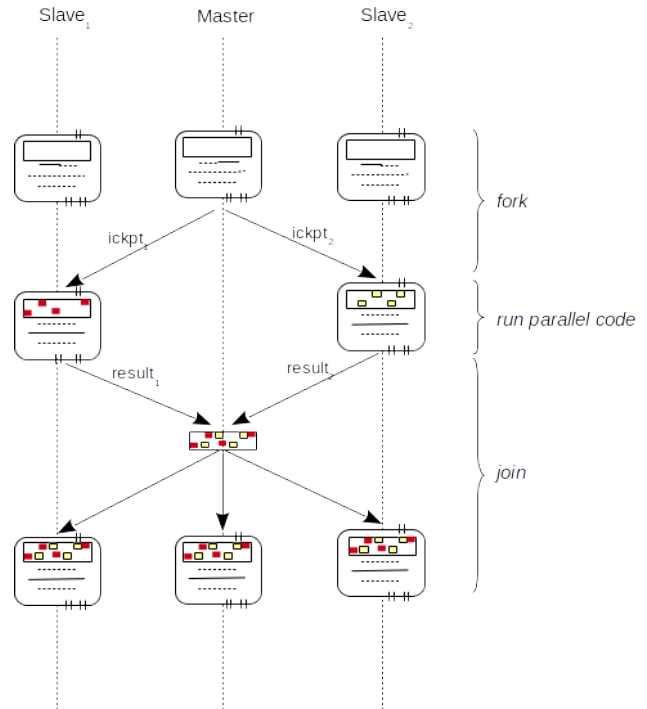 Slave₁ Master Slave₂
fork
ickpt₁ ickpt₂
run parallel code
result₁ result₂
join